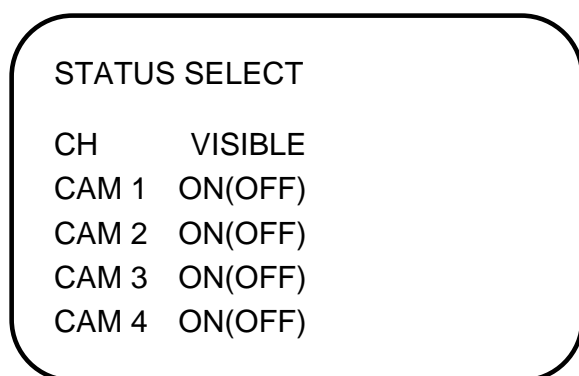 STATUS SELECT
CH VISIBLE
CAM 1 ON(OFF)
CAM 2 ON(OFF)
CAM 3 ON(OFF)
CAM 4 ON(OFF)